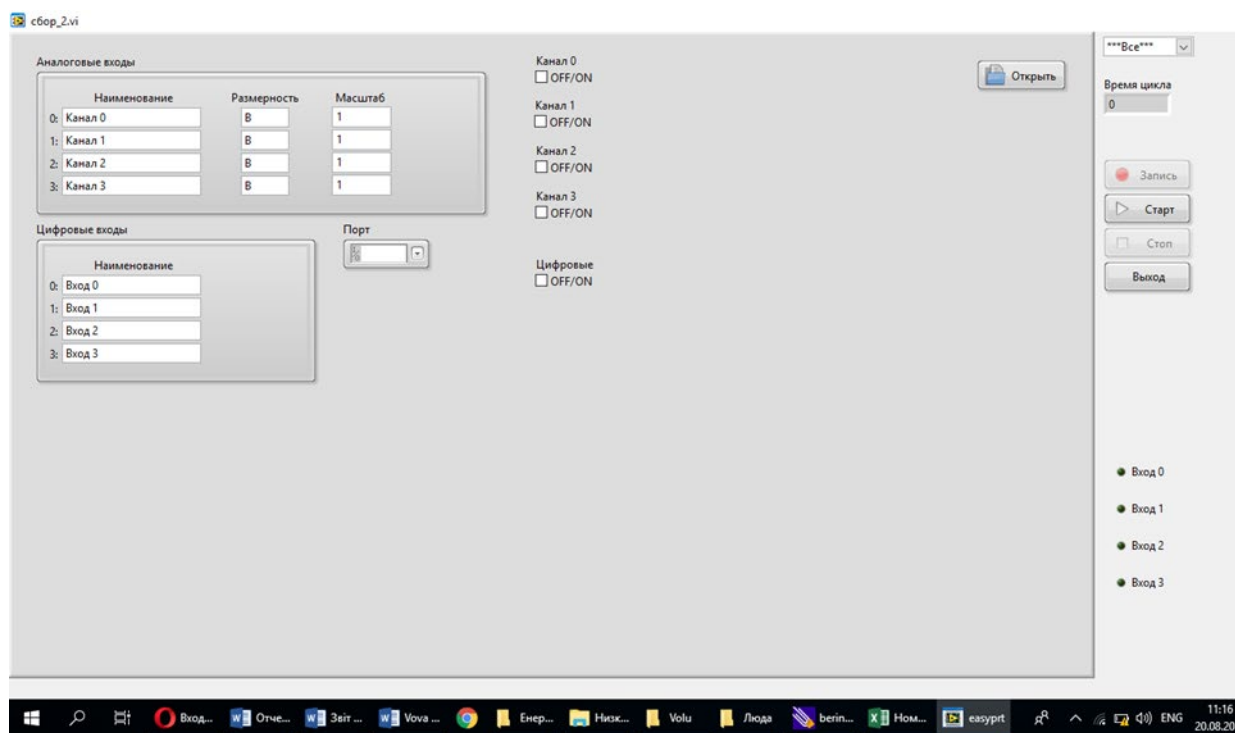 сбор_2.vi
Аналоговые входы
Наименование Размерность Масштаб
0: Канал 0 В 1
1: Канал 1 В 1
2: Канал 2 В 1
3: Канал 3 В 1
Цифровые входы
Наименование
0: Вход 0
1: Вход 1
2: Вход 2
3: Вход 3
Порт
Канал 0
OFF/ON
Канал 1
OFF/ON
Канал 2
OFF/ON
Канал 3
OFF/ON
Цифровые
OFF/ON
Открыть
***Все***
Время цикла
0
Запись
Старт
Стоп
Выход
Вход 0
Вход 1
Вход 2
Вход 3
Вход... Отче... Звіт ... Vova ... Енер... Низк... Volu Люда berin... Ном... easyprt ENG 11:16
20.08.20